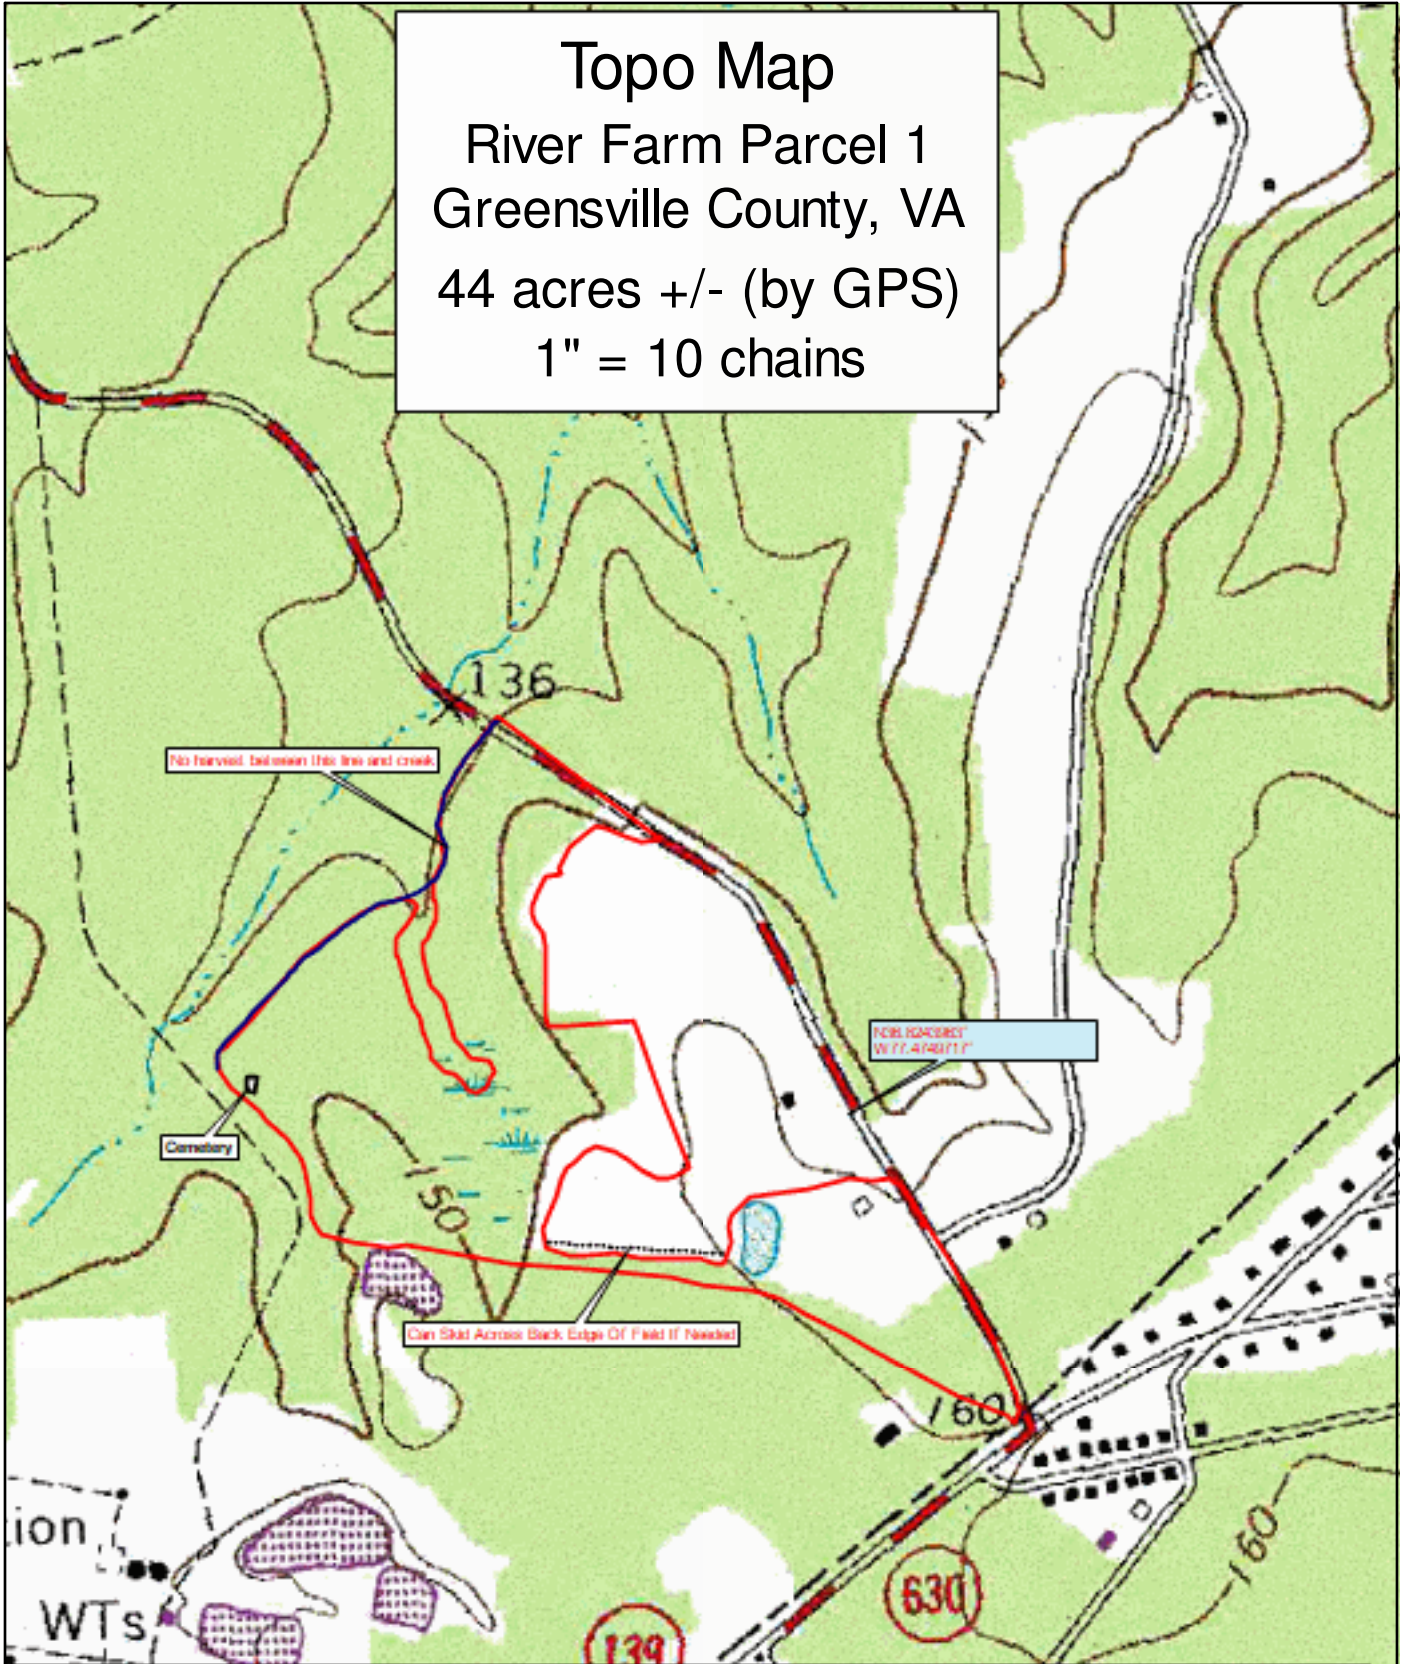 Topo Map
River Farm Parcel 1
Greensville County, VA
44 acres +/- (by GPS)
1" = 10 chains
136
No harvest between this line and creek
Cemetery
150
Can Skid Across Back Edge Of Field If Needed
160
160
ion
WTs
630
139